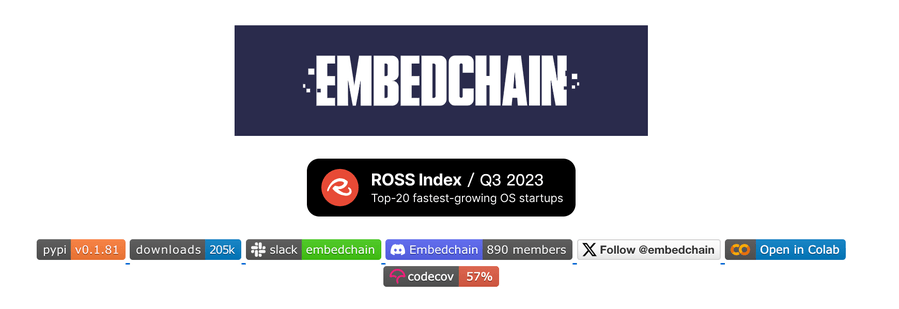 EMBEDCHAIN
ROSS Index / Q3 2023
Top-20 fastest-growing OS startups
pypi v0.1.81 downloads 205k slack embedchain Embedchain 890 members Follow @embedchain Open in Colab
codecov 57%